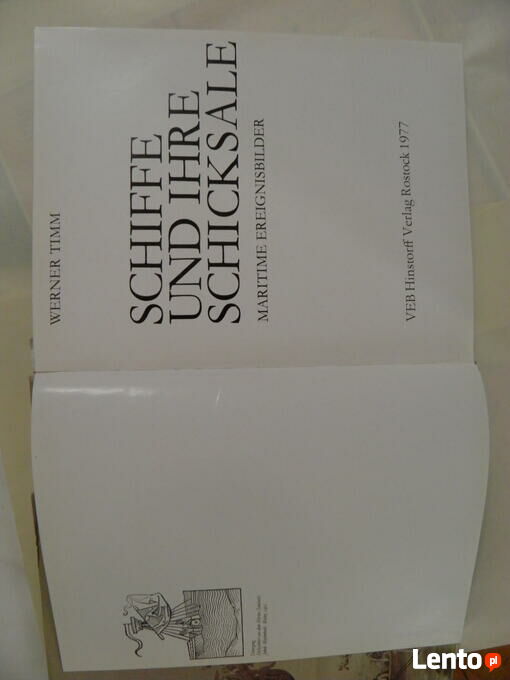 WERNER TIMM
SCHIFFE
UND IHRE
SCHICKSALE
MARITIME EREIGNISBILDER
VEB Hinstorff Verlag Rostock 1977
Lento.pl